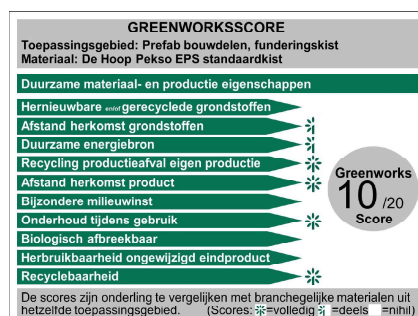 GREENWORKSSCORE
Toepassingsgebied: Prefab bouwdelen, funderingskist
Materiaal: De Hoop Pekso EPS standaardkist
Duurzame materiaal- en productie eigenschappen
Hernieuwbare en/of gerecyclede grondstoffen
Afstand herkomst grondstoffen
Duurzame energiebron
Recycling productieafval eigen productie
Afstand herkomst product
Bijzondere milieuwinst
Onderhoud tijdens gebruik
Biologisch afbreekbaar
Herbruikbaarheid ongewijzigd eindproduct
Recyclebaarheid
Greenworks
10 /20
Score
De scores zijn onderling te vergelijken met branchegelijke materialen uit
hetzelfde toepassingsgebied. (Scores: =volledig =deels =nihil)